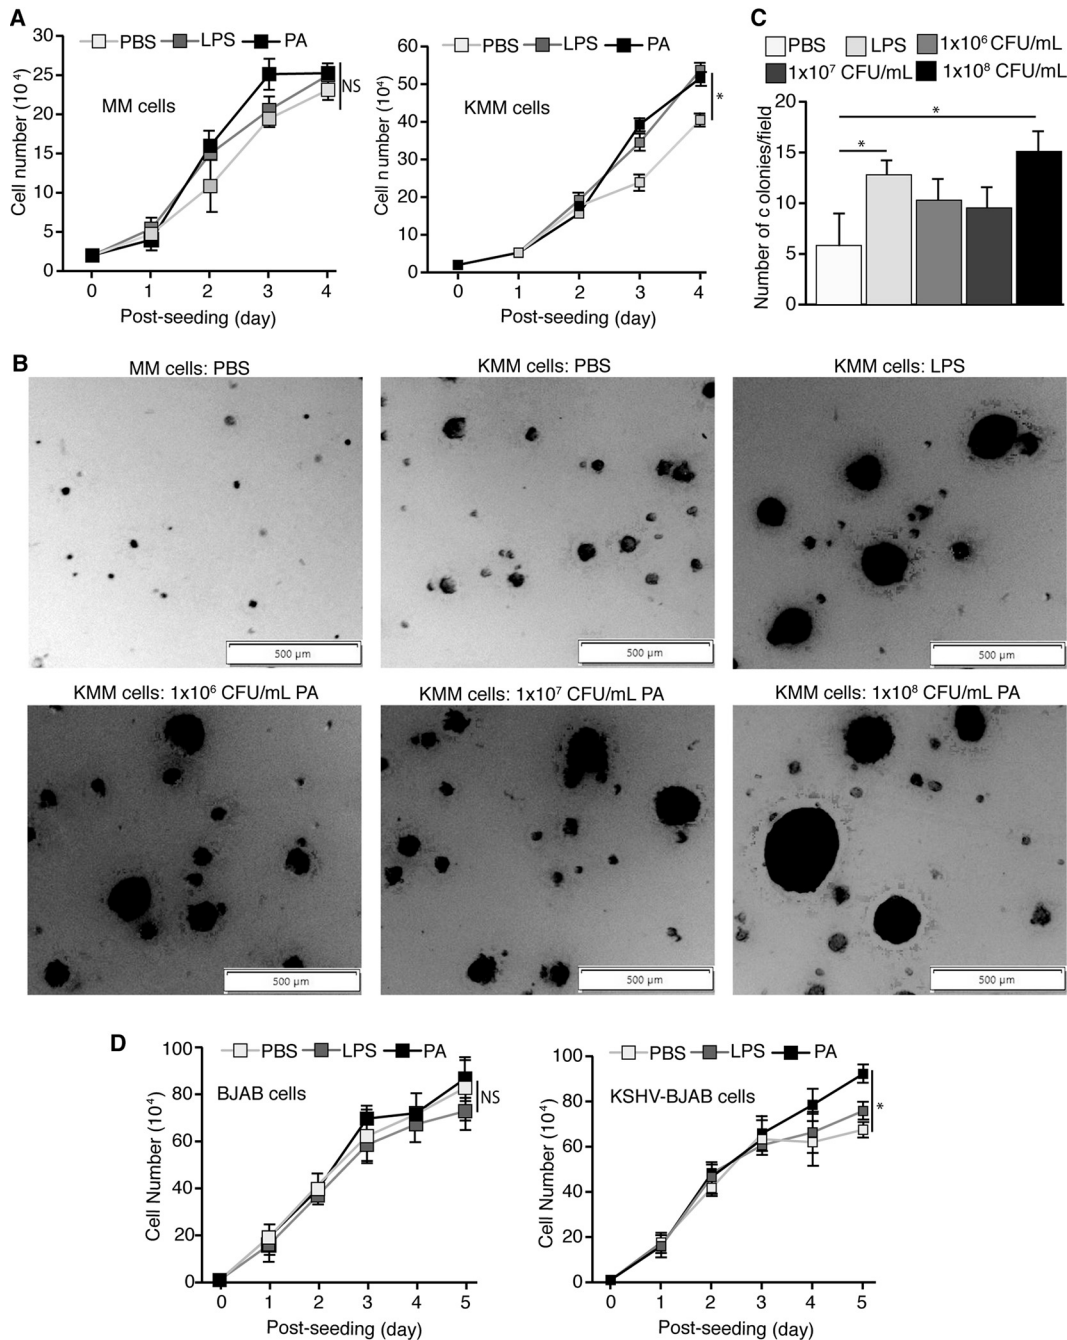 A
PBS LPS PA
MM cells
NS
Cell number (10⁴)
30
25
20
15
10
5
0
0 1 2 3 4
Post-seeding (day)
PBS LPS PA
KMM cells
*
Cell number (10⁴)
60
50
40
30
20
10
0
0 1 2 3 4
Post-seeding (day)
C
PBS LPS 1x10⁶ CFU/mL
1x10⁷ CFU/mL 1x10⁸ CFU/mL
Number of c olonies/field
20
15
10
5
0
*
*
B
MM cells: PBS
500 µm
KMM cells: PBS
500 µm
KMM cells: LPS
500 µm
KMM cells: 1x10⁶ CFU/mL PA
500 µm
KMM cells: 1x10⁷ CFU/mL PA
500 µm
KMM cells: 1x10⁸ CFU/mL PA
500 µm
D
PBS LPS PA
BJAB cells
NS
Cell Number (10⁴)
100
80
60
40
20
0
0 1 2 3 4 5
Post-seeding (day)
PBS LPS PA
KSHV-BJAB cells
*
Cell Number (10⁴)
100
80
60
40
20
0
0 1 2 3 4 5
Post-seeding (day)